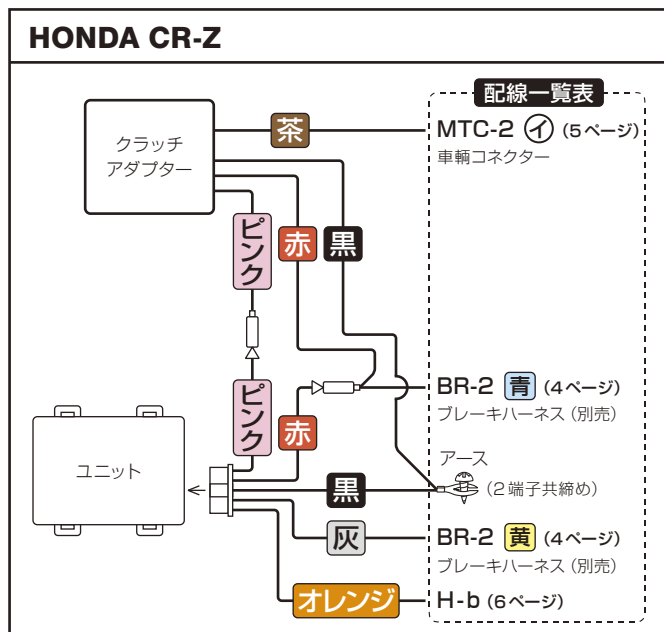 HONDA CR-Z
配線一覧表
クラッチ
アダプター
茶
MTC-2 イ (5ページ)
車輌コネクター
ピンク
赤
黒
ピンク
赤
BR-2 青 (4ページ)
ブレーキハーネス (別売)
ユニット
アース
黒
(2端子共締め)
灰
BR-2 黄 (4ページ)
ブレーキハーネス (別売)
オレンジ
H-b (6ページ)